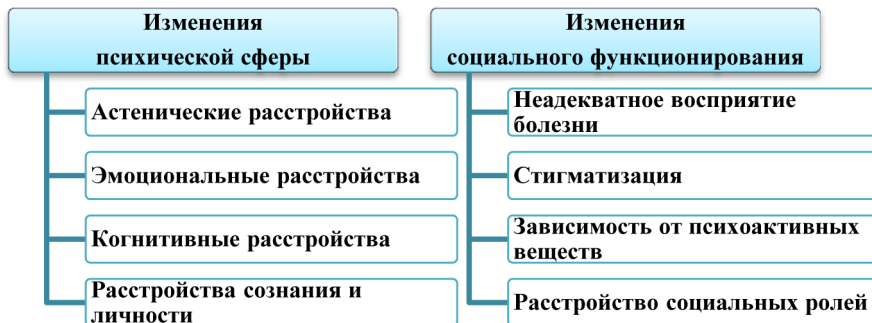 Изменения
психической сферы
Астенические расстройства
Эмоциональные расстройства
Когнитивные расстройства
Расстройства сознания и
личности
Изменения
социального функционирования
Неадекватное восприятие
болезни
Стигматизация
Зависимость от психоактивных
веществ
Расстройство социальных ролей